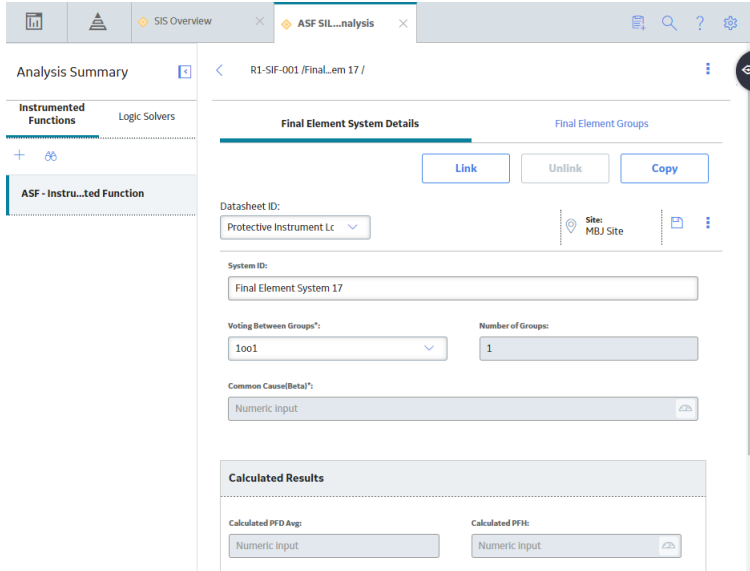 SIS Overview
ASF SIL...nalysis
Analysis Summary
R1-SIF-001 /Final...em 17 /
Instrumented
Functions
Logic Solvers
Final Element System Details
Final Element Groups
Link
Unlink
Copy
ASF - Instru...ted Function
Datasheet ID:
Protective Instrument Lc
Site:
MBJ Site
System ID:
Final Element System 17
Voting Between Groups*:
Number of Groups:
1oo1
1
Common Cause(Beta)*:
Numeric input
Calculated Results
Calculated PFD Avg:
Calculated PFH:
Numeric input
Numeric input